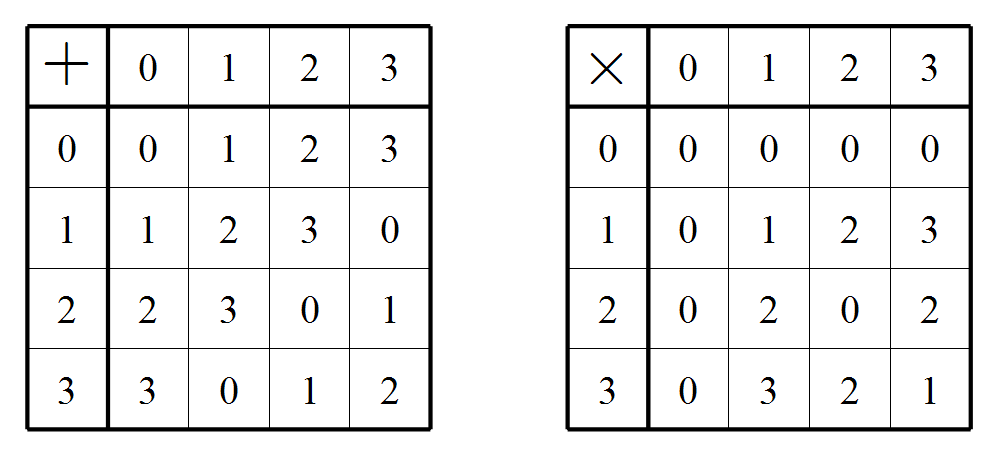 + 0 1 2 3
0 0 1 2 3
1 1 2 3 0
2 2 3 0 1
3 3 0 1 2
× 0 1 2 3
0 0 0 0 0
1 0 1 2 3
2 0 2 0 2
3 0 3 2 1